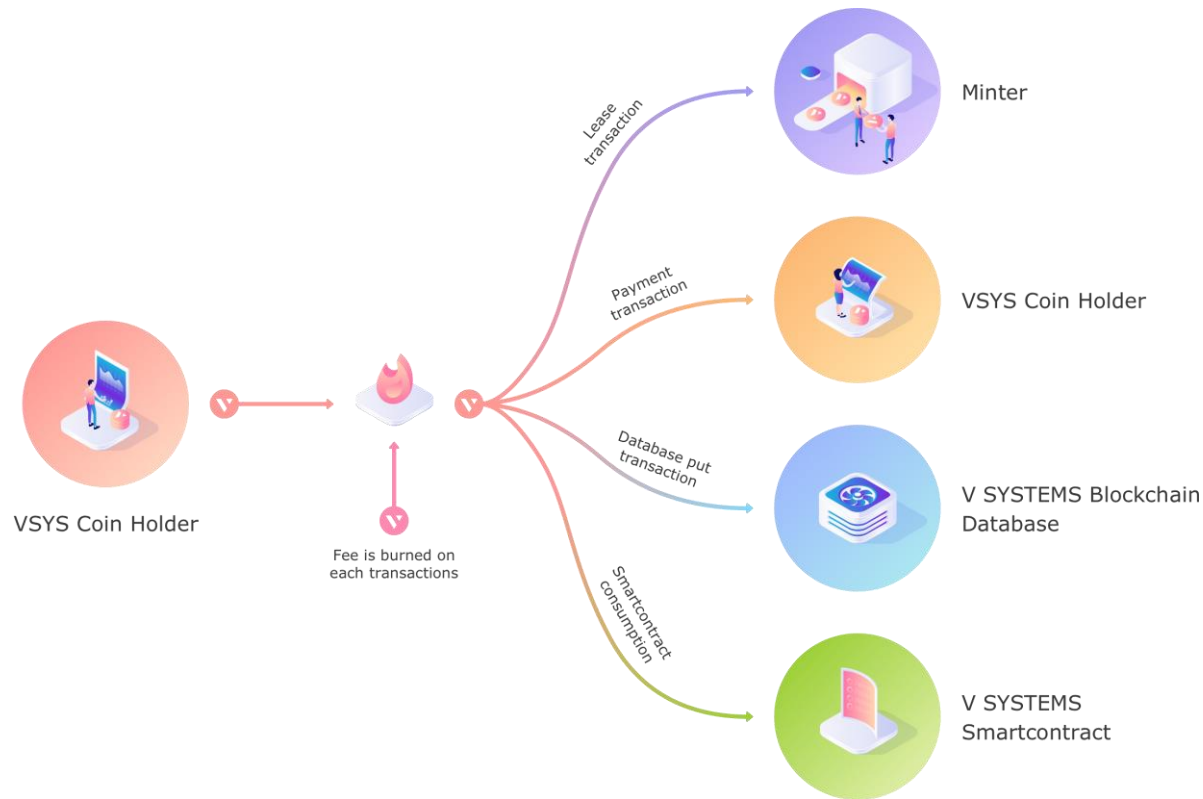 Lease
transaction
Minter
Payment
transaction
VSYS Coin Holder
VSYS Coin Holder
Fee is burned on
each transactions
Database put
transaction
V SYSTEMS Blockchain
Database
Smartcontract
consumption
V SYSTEMS
Smartcontract